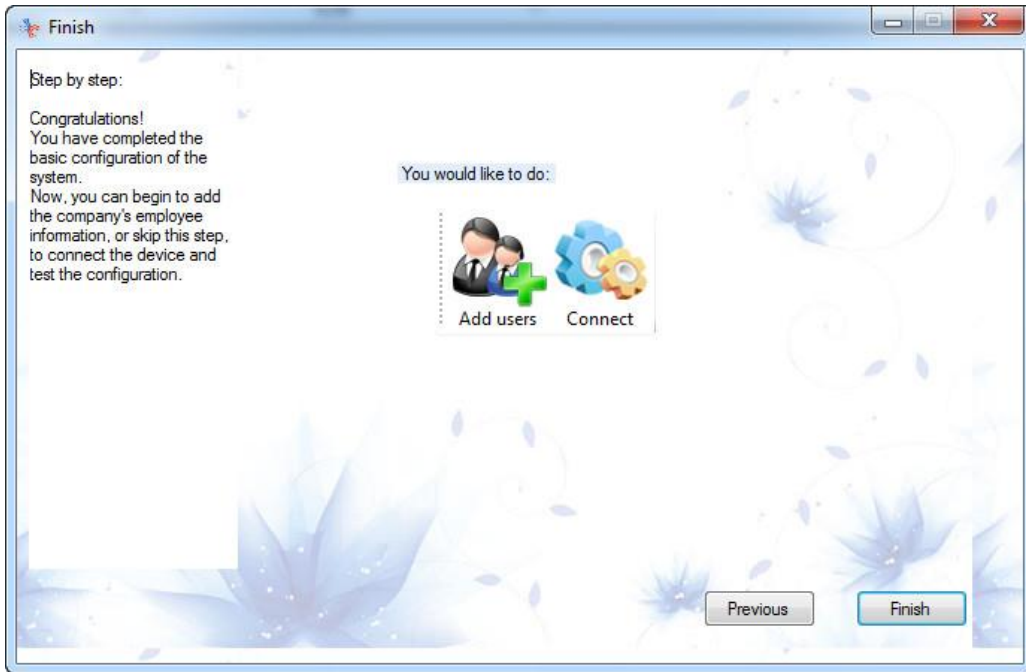 Finish
Step by step:
Congratulations!
You have completed the
basic configuration of the
system.
Now, you can begin to add
the company's employee
information, or skip this step,
to connect the device and
test the configuration.
You would like to do:
Add users Connect
Previous Finish